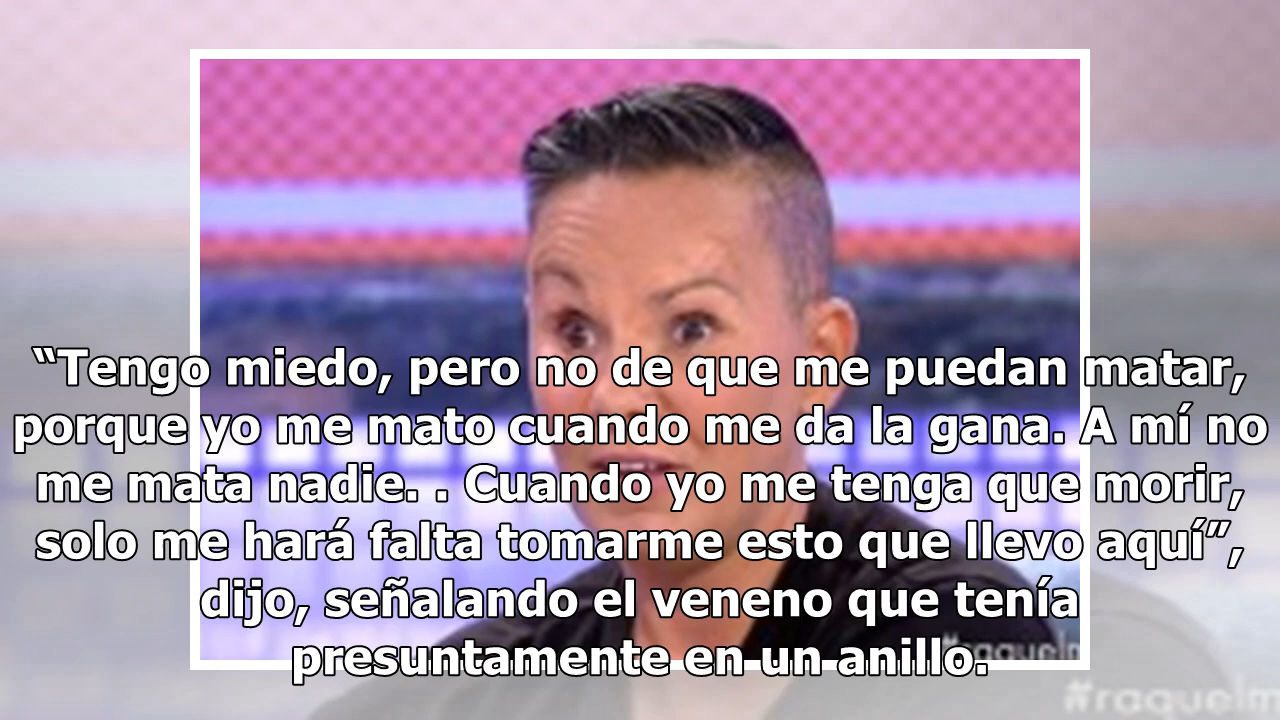 “Tengo miedo, pero no de que me puedan matar,
porque yo me mato cuando me da la gana. A mí no
me mata nadie. . Cuando yo me tenga que morir,
solo me hará falta tomarme esto que llevo aquí”,
dijo, señalando el veneno que tenía
presuntamente en un anillo.
#raquelm
#raquelm